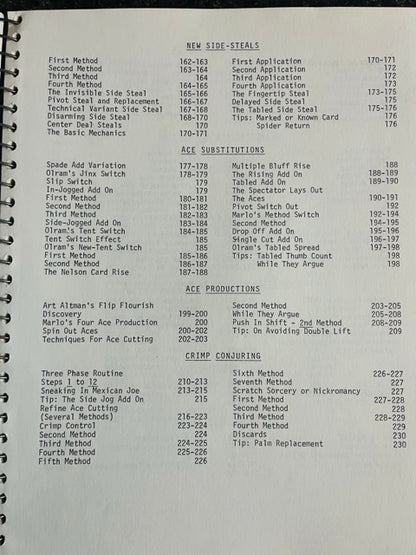 NEW SIDE-STEALS
First Method 162-163
Second Method 163-164
Third Method 164
Fourth Method 164-165
The Invisible Side Steal 165-166
Pivot Steal and Replacement 166-167
Technical Variant Side Steal 167-168
Disarming Side Steal 168-170
Center Deal Steals 170
The Basic Mechanics 170-171
First Application 170-171
Second Application 172
Third Application 172
Fourth Application 173
The Fingertip Steal 173-175
Delayed Side Steal 175
The Tabled Side Steal 175-176
Tips: Marked or Known Card 176
Spider Return 176
ACE SUBSTITUTIONS
Spade Add Variation 177-178
Olram's Jinx Switch 178-179
Slip Switch 179
In-Jogged Add On 179
First Method 180-181
Second Method 181-182
Third Method 182-183
Side-Jogged Add On 183-184
Olram's Tent Switch 184-185
Tent Switch Effect 185
Olram's New-Tent Switch 185
First Method 185-186
Second Method 186-187
The Nelson Card Rise 187-188
Multiple Bluff Rise 188
The Rising Add On 188-189
Tabled Add On 189-190
The Spectator Lays Out
The Aces 190-191
Pivot Switch Out 192
Marlo's Method Switch 192-194
Second Method 194-195
Drop Off Add On 195-196
Single Cut Add On 196-197
Olram's Tabled Spread 197-198
Tips: Tabled Thumb Count 198
While They Argue 198
ACE PRODUCTIONS
Art Altman's Flip Flourish
Discovery 199-200
Marlo's Four Ace Production 200
Spin Out Aces 200-202
Techniques For Ace Cutting 202-203
Second Method 203-205
While They Argue 205-208
Push In Shift - 2nd Method 208-209
Tip: On Avoiding Double Lift 209
CRIMP CONJURING
Three Phase Routine
Steps 1 to 12 210-213
Sneaking In Mexican Joe 213-215
Tip: The Side Jog Add On 215
Refine Ace Cutting
(Several Methods) 216-223
Crimp Control 223-224
Second Method 224
Third Method 224-225
Fourth Method 225-226
Fifth Method 226
Sixth Method 226-227
Seventh Method 227
Scratch Sorcery or Nickromancy 227
First Method 227-228
Second Method 228
Third Method 228-229
Fourth Method 229
Discards 230
Tip: Palm Replacement 230